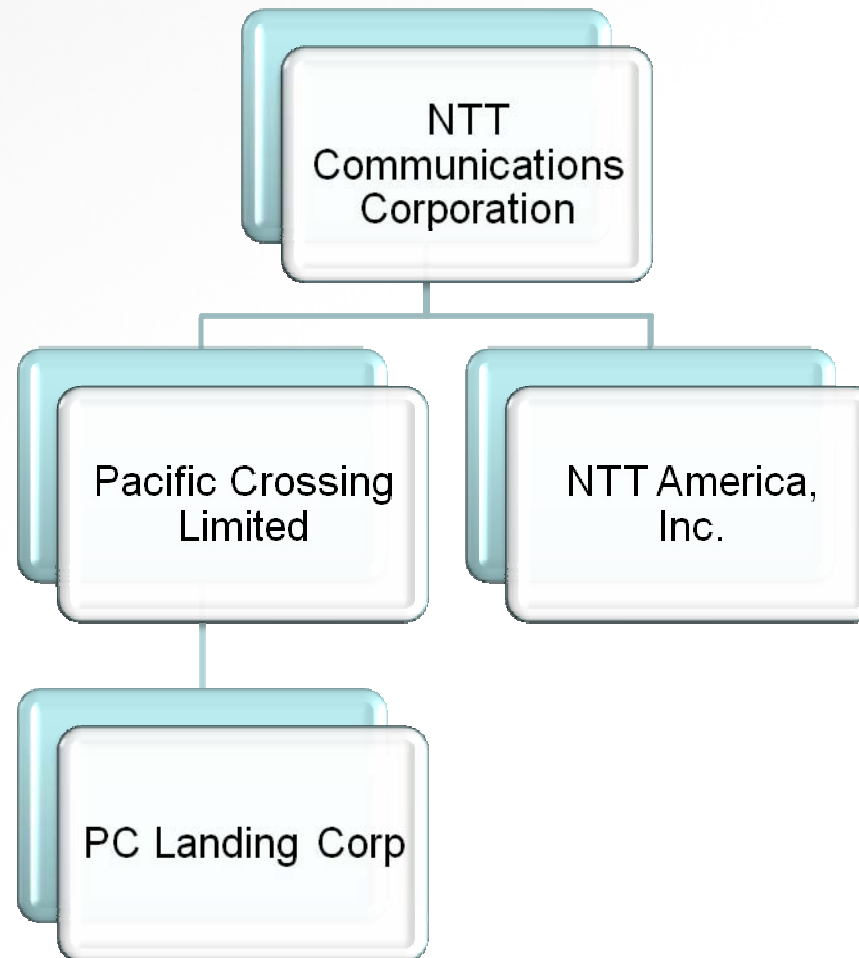 NTT
Communications
Corporation
Pacific Crossing
Limited
NTT America,
Inc.
PC Landing Corp